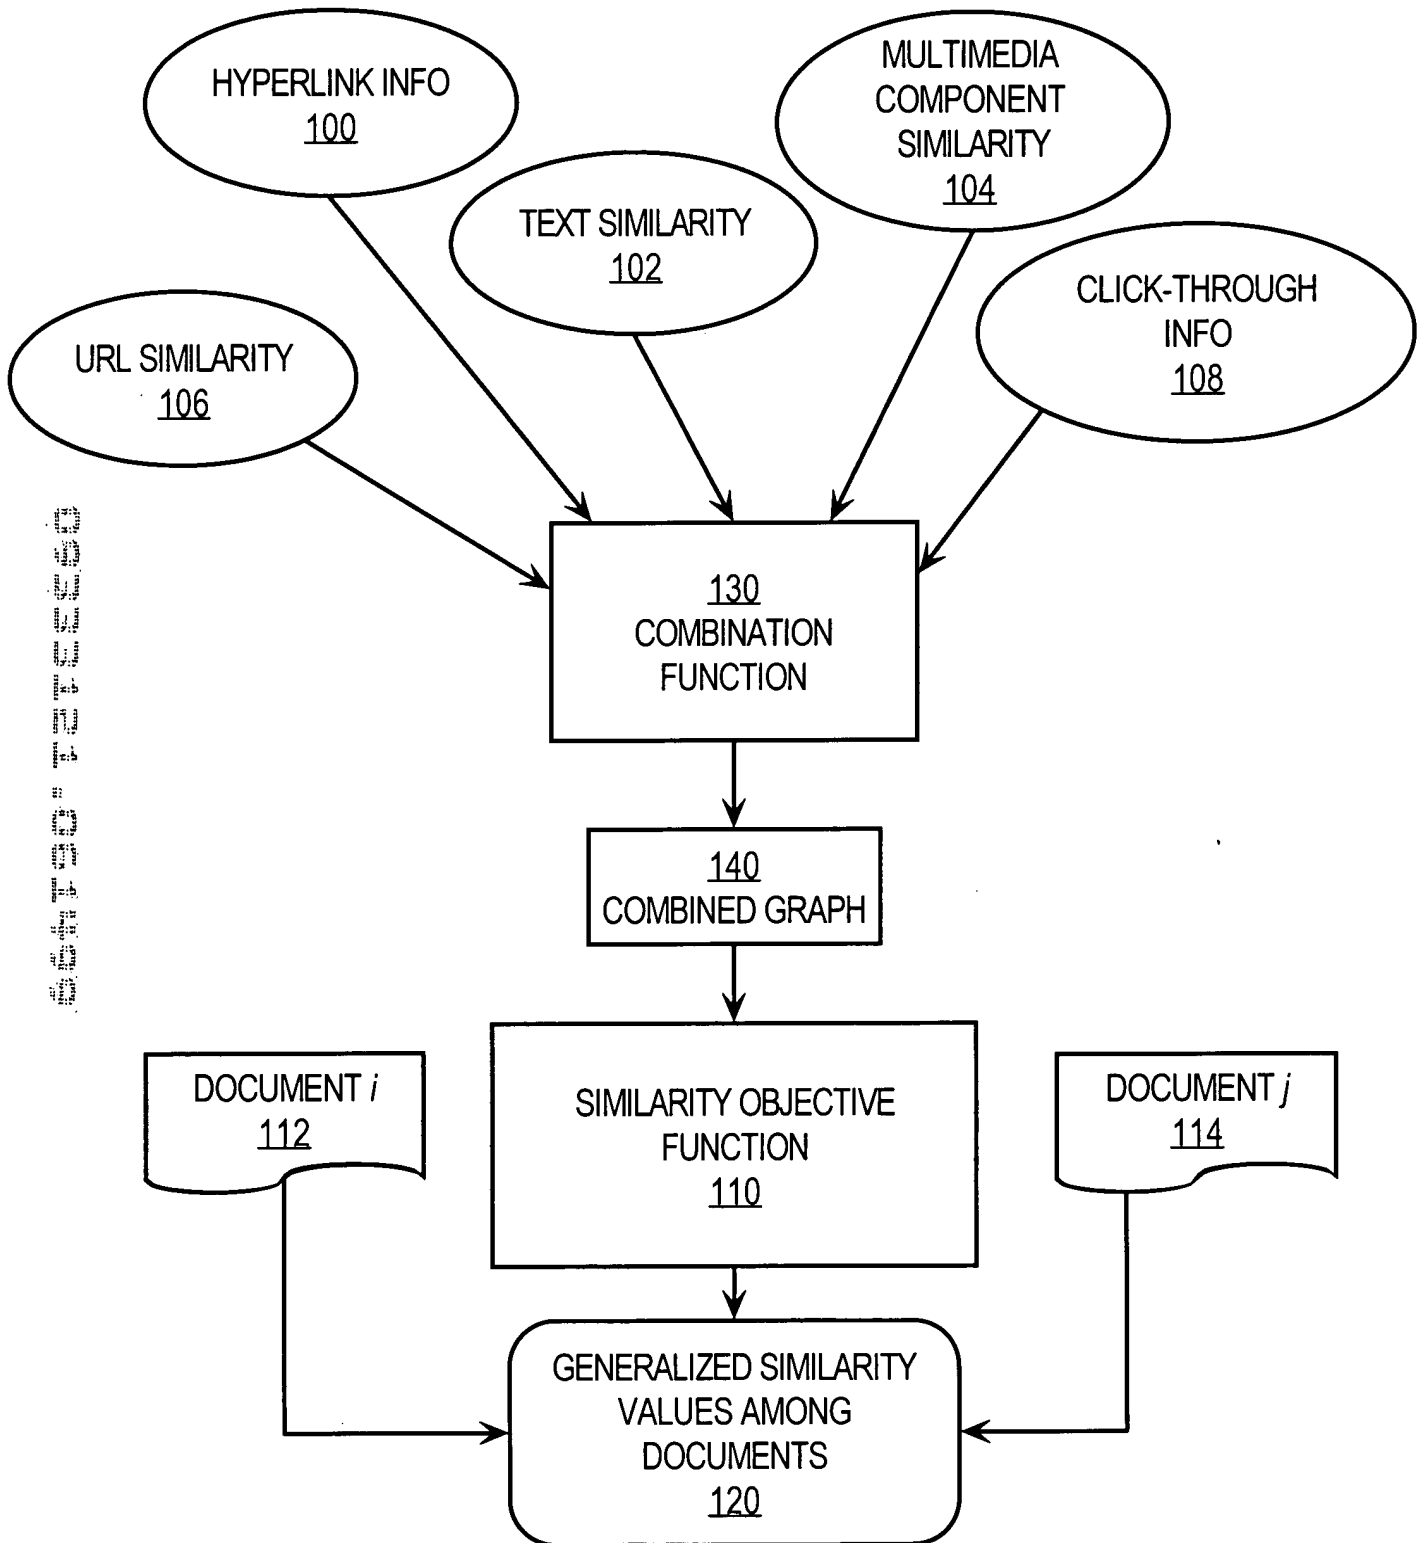 HYPERLINK INFO
100
MULTIMEDIA
COMPONENT
SIMILARITY
104
TEXT SIMILARITY
102
CLICK-THROUGH
INFO
108
URL SIMILARITY
106
130
COMBINATION
FUNCTION
140
COMBINED GRAPH
DOCUMENT i
112
SIMILARITY OBJECTIVE
FUNCTION
110
DOCUMENT j
114
GENERALIZED SIMILARITY
VALUES AMONG
DOCUMENTS
120